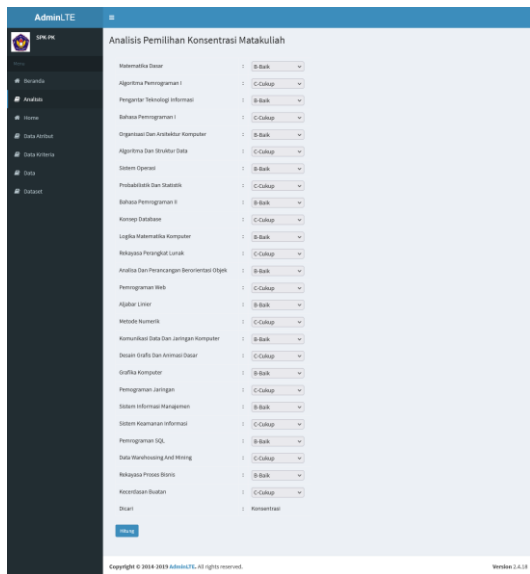 AdminLTE
SPK-PK
Menu
Beranda
Analisis
Home
Data Atribut
Data Kriteria
Data
Dataset
Analisis Pemilihan Konsentrasi Matakuliah
Matematika Dasar : B-Baik
Algoritma Pemrograman I : C-Cukup
Pengantar Teknologi Informasi : B-Baik
Bahasa Pemrograman I : C-Cukup
Organisasi Dan Arsitektur Komputer : B-Baik
Algoritma Dan Struktur Data : C-Cukup
Sistem Operasi : B-Baik
Probabilistik Dan Statistik : C-Cukup
Bahasa Pemrograman II : B-Baik
Konsep Database : C-Cukup
Logika Matematika Komputer : B-Baik
Rekayasa Perangkat Lunak : C-Cukup
Analisa Dan Perancangan Berorientasi Objek : B-Baik
Pemrograman Web : C-Cukup
Aljabar Linier : B-Baik
Metode Numerik : C-Cukup
Komunikasi Data Dan Jaringan Komputer : B-Baik
Desain Grafis Dan Animasi Dasar : C-Cukup
Grafika Komputer : B-Baik
Pemograman Jaringan : C-Cukup
Sistem Informasi Manajemen : B-Baik
Sistem Keamanan Informasi : C-Cukup
Pemrograman SQL : B-Baik
Data Warehousing And Mining : C-Cukup
Rekayasa Proses Bisnis : B-Baik
Kecerdasan Buatan : C-Cukup
Dicari : Konsentrasi
Hitung
Copyright © 2014-2019 AdminLTE. All rights reserved.
Version 2.4.18